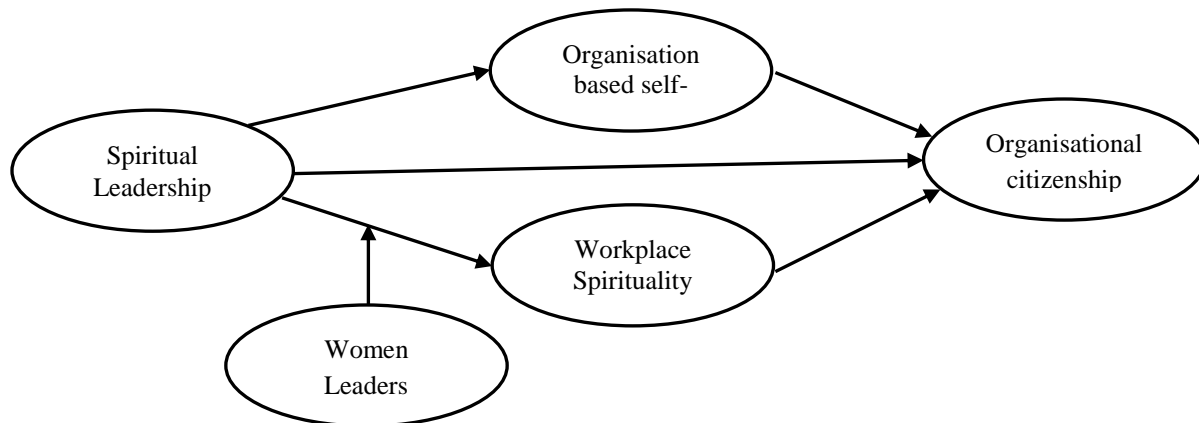 Organisation
based self-
Spiritual
Leadership
Organisational
citizenship
Workplace
Spirituality
Women
Leaders